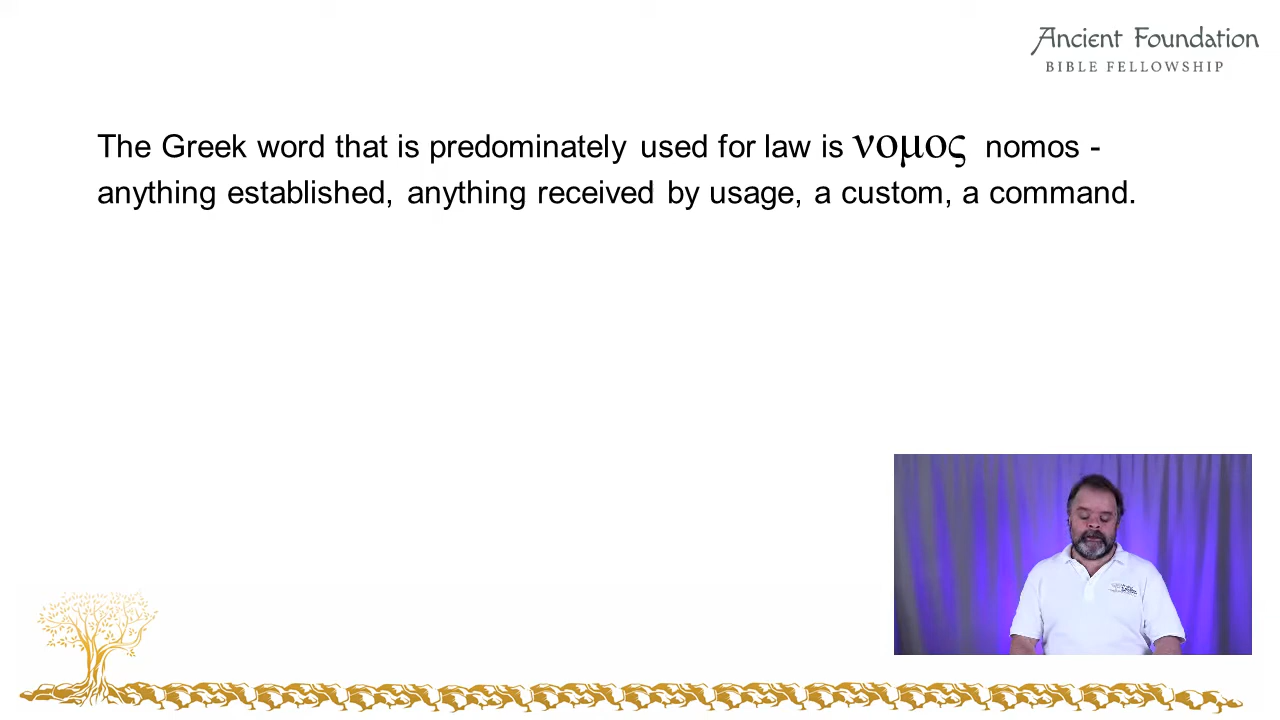 Ancient Foundation
BIBLE FELLOWSHIP
The Greek word that is predominately used for law is νομος nomos -
anything established, anything received by usage, a custom, a command.